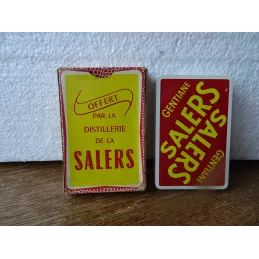 OFFERT
PAR LA
DISTILLERIE
DE LA
SALERS
GENTIANE
SALERS
SALERS
GENTIANE